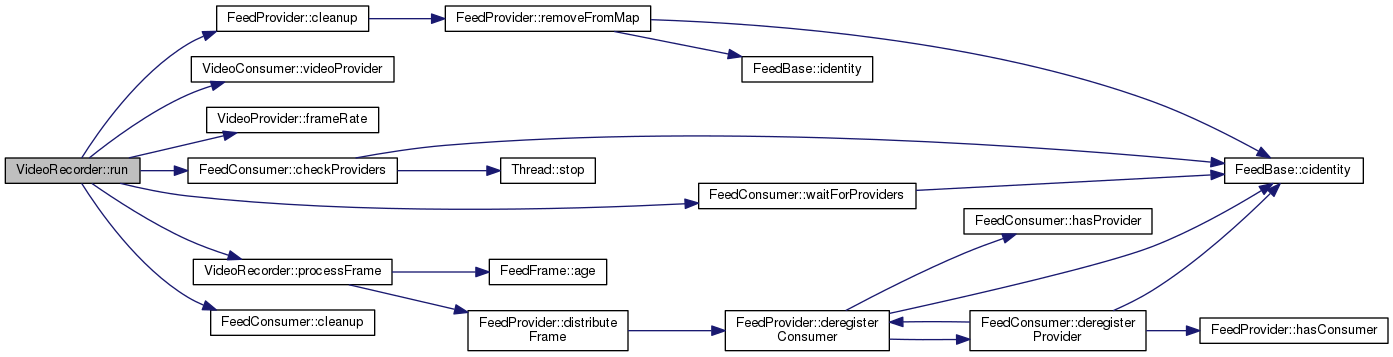 FeedProvider::cleanup
FeedProvider::removeFromMap
VideoConsumer::videoProvider
FeedBase::identity
VideoProvider::frameRate
VideoRecorder::run
FeedConsumer::checkProviders
Thread::stop
FeedBase::cidentity
FeedConsumer::waitForProviders
FeedConsumer::hasProvider
VideoRecorder::processFrame
FeedFrame::age
FeedConsumer::cleanup
FeedProvider::distribute
Frame
FeedProvider::deregister
Consumer
FeedConsumer::deregister
Provider
FeedProvider::hasConsumer